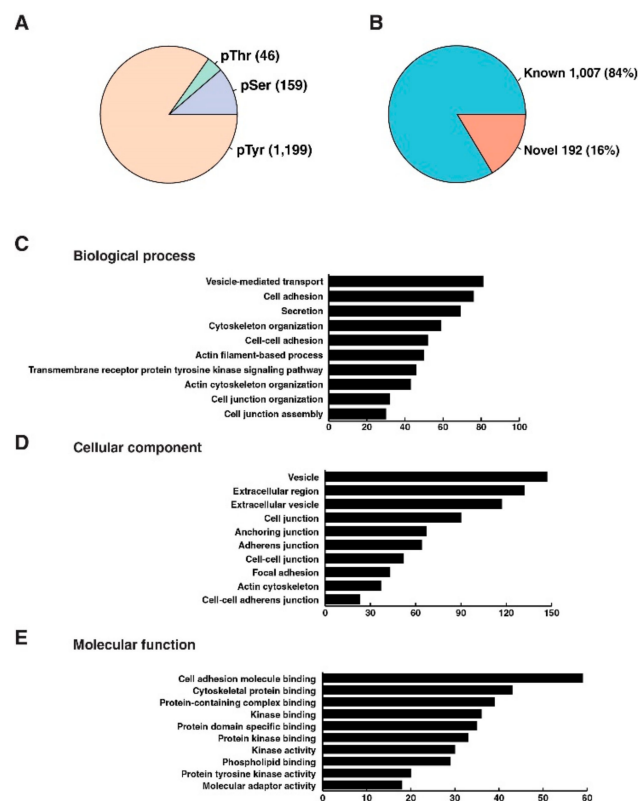 A
pThr (46)
pSer (159)
pTyr (1,199)
B
Known 1,007 (84%)
Novel 192 (16%)
C
Biological process
Vesicle-mediated transport
Cell adhesion
Secretion
Cytoskeleton organization
Cell-cell adhesion
Actin filament-based process
Transmembrane receptor protein tyrosine kinase signaling pathway
Actin cytoskeleton organization
Cell junction organization
Cell junction assembly
0 20 40 60 80 100
D
Cellular component
Vesicle
Extracellular region
Extracellular vesicle
Cell junction
Anchoring junction
Adherens junction
Cell-cell junction
Focal adhesion
Actin cytoskeleton
Cell-cell adherens junction
0 30 60 90 120 150
E
Molecular function
Cell adhesion molecule binding
Cytoskeletal protein binding
Protein-containing complex binding
Kinase binding
Protein domain specific binding
Protein kinase binding
Kinase activity
Phospholipid binding
Protein tyrosine kinase activity
Molecular adaptor activity
0 10 20 30 40 50 60